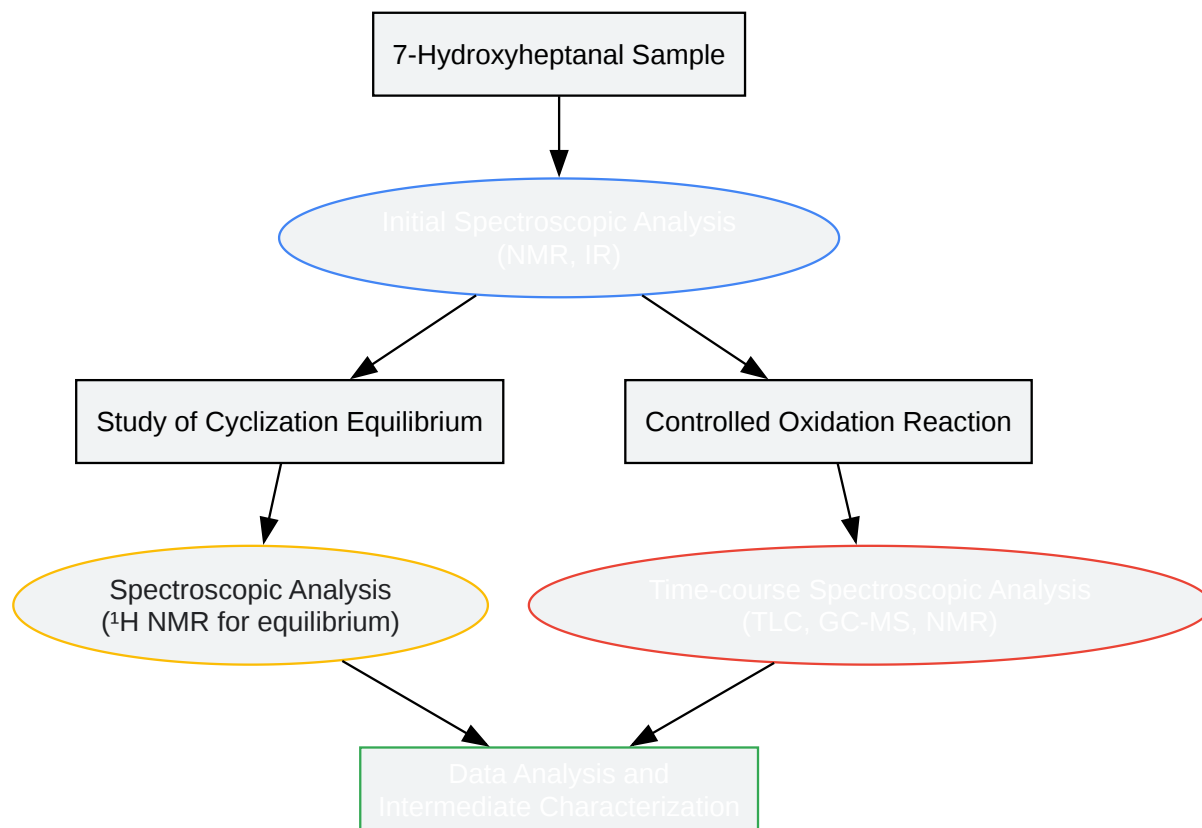 7-Hydroxyheptanal Sample
Initial Spectroscopic Analysis
(NMR, IR)
Study of Cyclization Equilibrium
Controlled Oxidation Reaction
Spectroscopic Analysis
(¹H NMR for equilibrium)
Time-course Spectroscopic Analysis
(TLC, GC-MS, NMR)
Data Analysis and
Intermediate Characterization